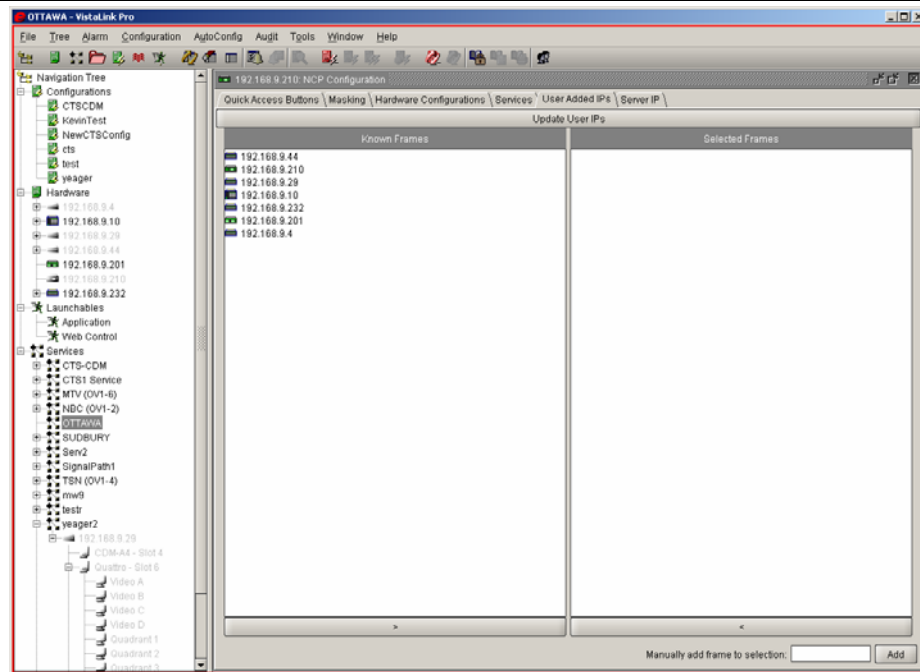 OTTAWA - VistaLink Pro
File Tree Alarm Configuration AutoConfig Audit Tools Window Help
Navigation Tree
Configurations
CTSCDM
KevinTest
NewCTSConfig
cts
test
yeager
Hardware
192.168.9.4
192.168.9.10
192.168.9.29
192.168.9.44
192.168.9.201
192.168.9.210
192.168.9.232
Launchables
Application
Web Control
Services
CTS-CDM
CTS1 Service
MTV (OV1-6)
NBC (OV1-2)
OTTAWA
SUDBURY
Serv2
SignalPath1
TSN (OV1-4)
mw9
testr
yeager2
192.168.9.29
CDM-A4 - Slot 4
Quattro - Slot 6
Video A
Video B
Video C
Video D
Quadrant 1
Quadrant 2
Quadrant 3
192.168.9.210: NCP Configuration
Quick Access Buttons \ Masking \ Hardware Configurations \ Services \ User Added IPs \ Server IP \
Update User IPs
Known Frames
Selected Frames
192.168.9.44
192.168.9.210
192.168.9.29
192.168.9.10
192.168.9.232
192.168.9.201
192.168.9.4
>
<
Manually add frame to selection:
Add